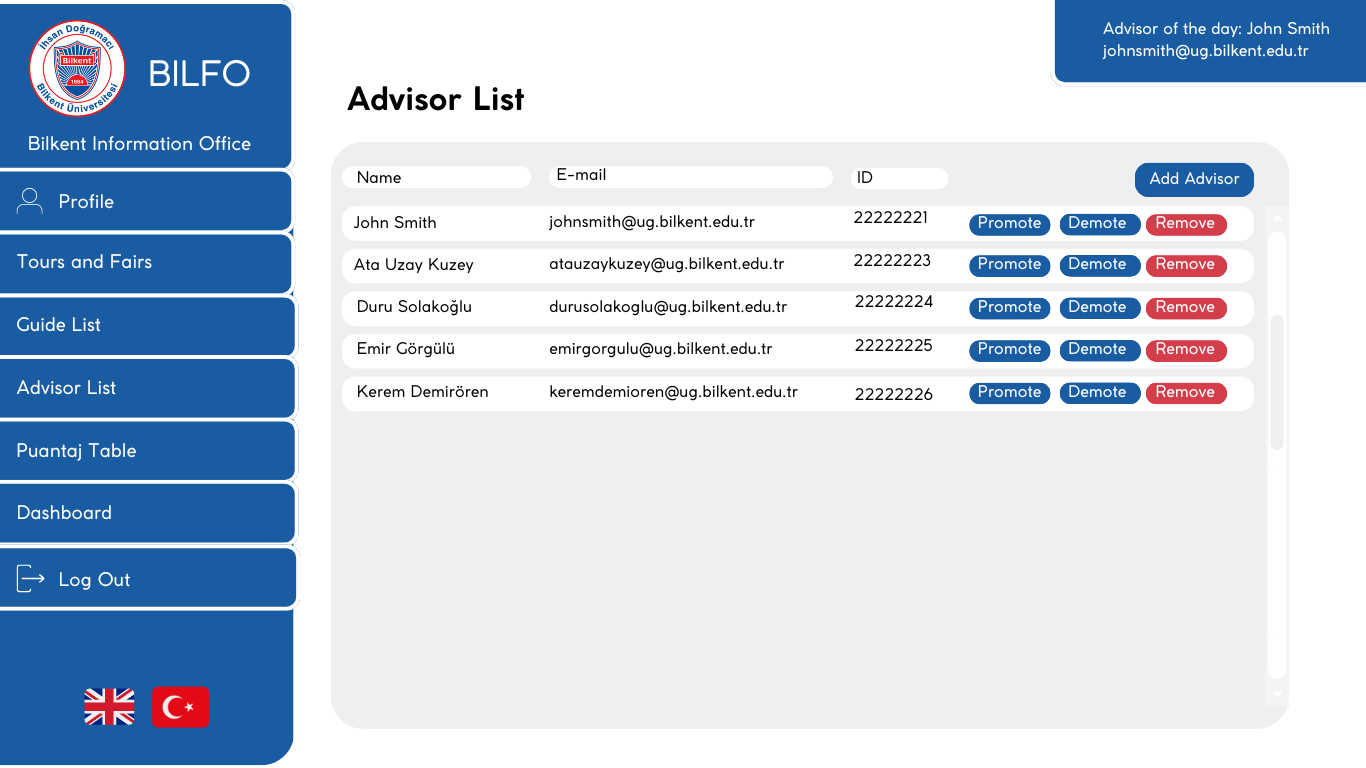 İhsan Doğramacı
Bilkent
1984
Bilkent Üniversitesi
BILFO
Bilkent Information Office
Profile
Tours and Fairs
Guide List
Advisor List
Puantaj Table
Dashboard
Log Out
Advisor of the day: John Smith
johnsmith@ug.bilkent.edu.tr
Advisor List
Name E-mail ID Add Advisor
John Smith johnsmith@ug.bilkent.edu.tr 22222221 Promote Demote Remove
Ata Uzay Kuzey atauzaykuzey@ug.bilkent.edu.tr 22222223 Promote Demote Remove
Duru Solakoğlu durusolakoglu@ug.bilkent.edu.tr 22222224 Promote Demote Remove
Emir Görgülü emirgorgulu@ug.bilkent.edu.tr 22222225 Promote Demote Remove
Kerem Demirören keremdemioren@ug.bilkent.edu.tr 22222226 Promote Demote Remove